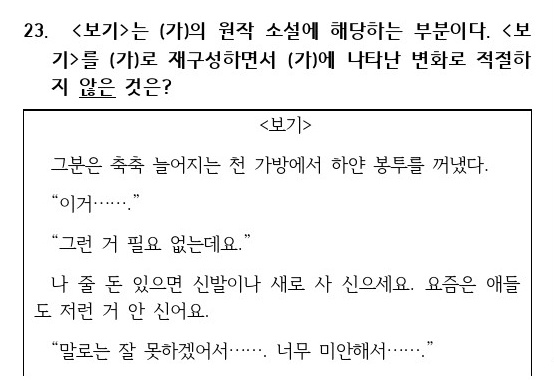 23. <보기>는 (가)의 원작 소설에 해당하는 부분이다. <보
기>를 (가)로 재구성하면서 (가)에 나타난 변화로 적절하
지 않은 것은?
<보기>
그분은 축축 늘어지는 천 가방에서 하얀 봉투를 꺼냈다.
“이거…….”
“그런 거 필요 없는데요.”
나 줄 돈 있으면 신발이나 새로 사 신으세요. 요즘은 애들
도 저런 거 안 신어요.
“말로는 잘 못하겠어서……. 너무 미안해서…….”